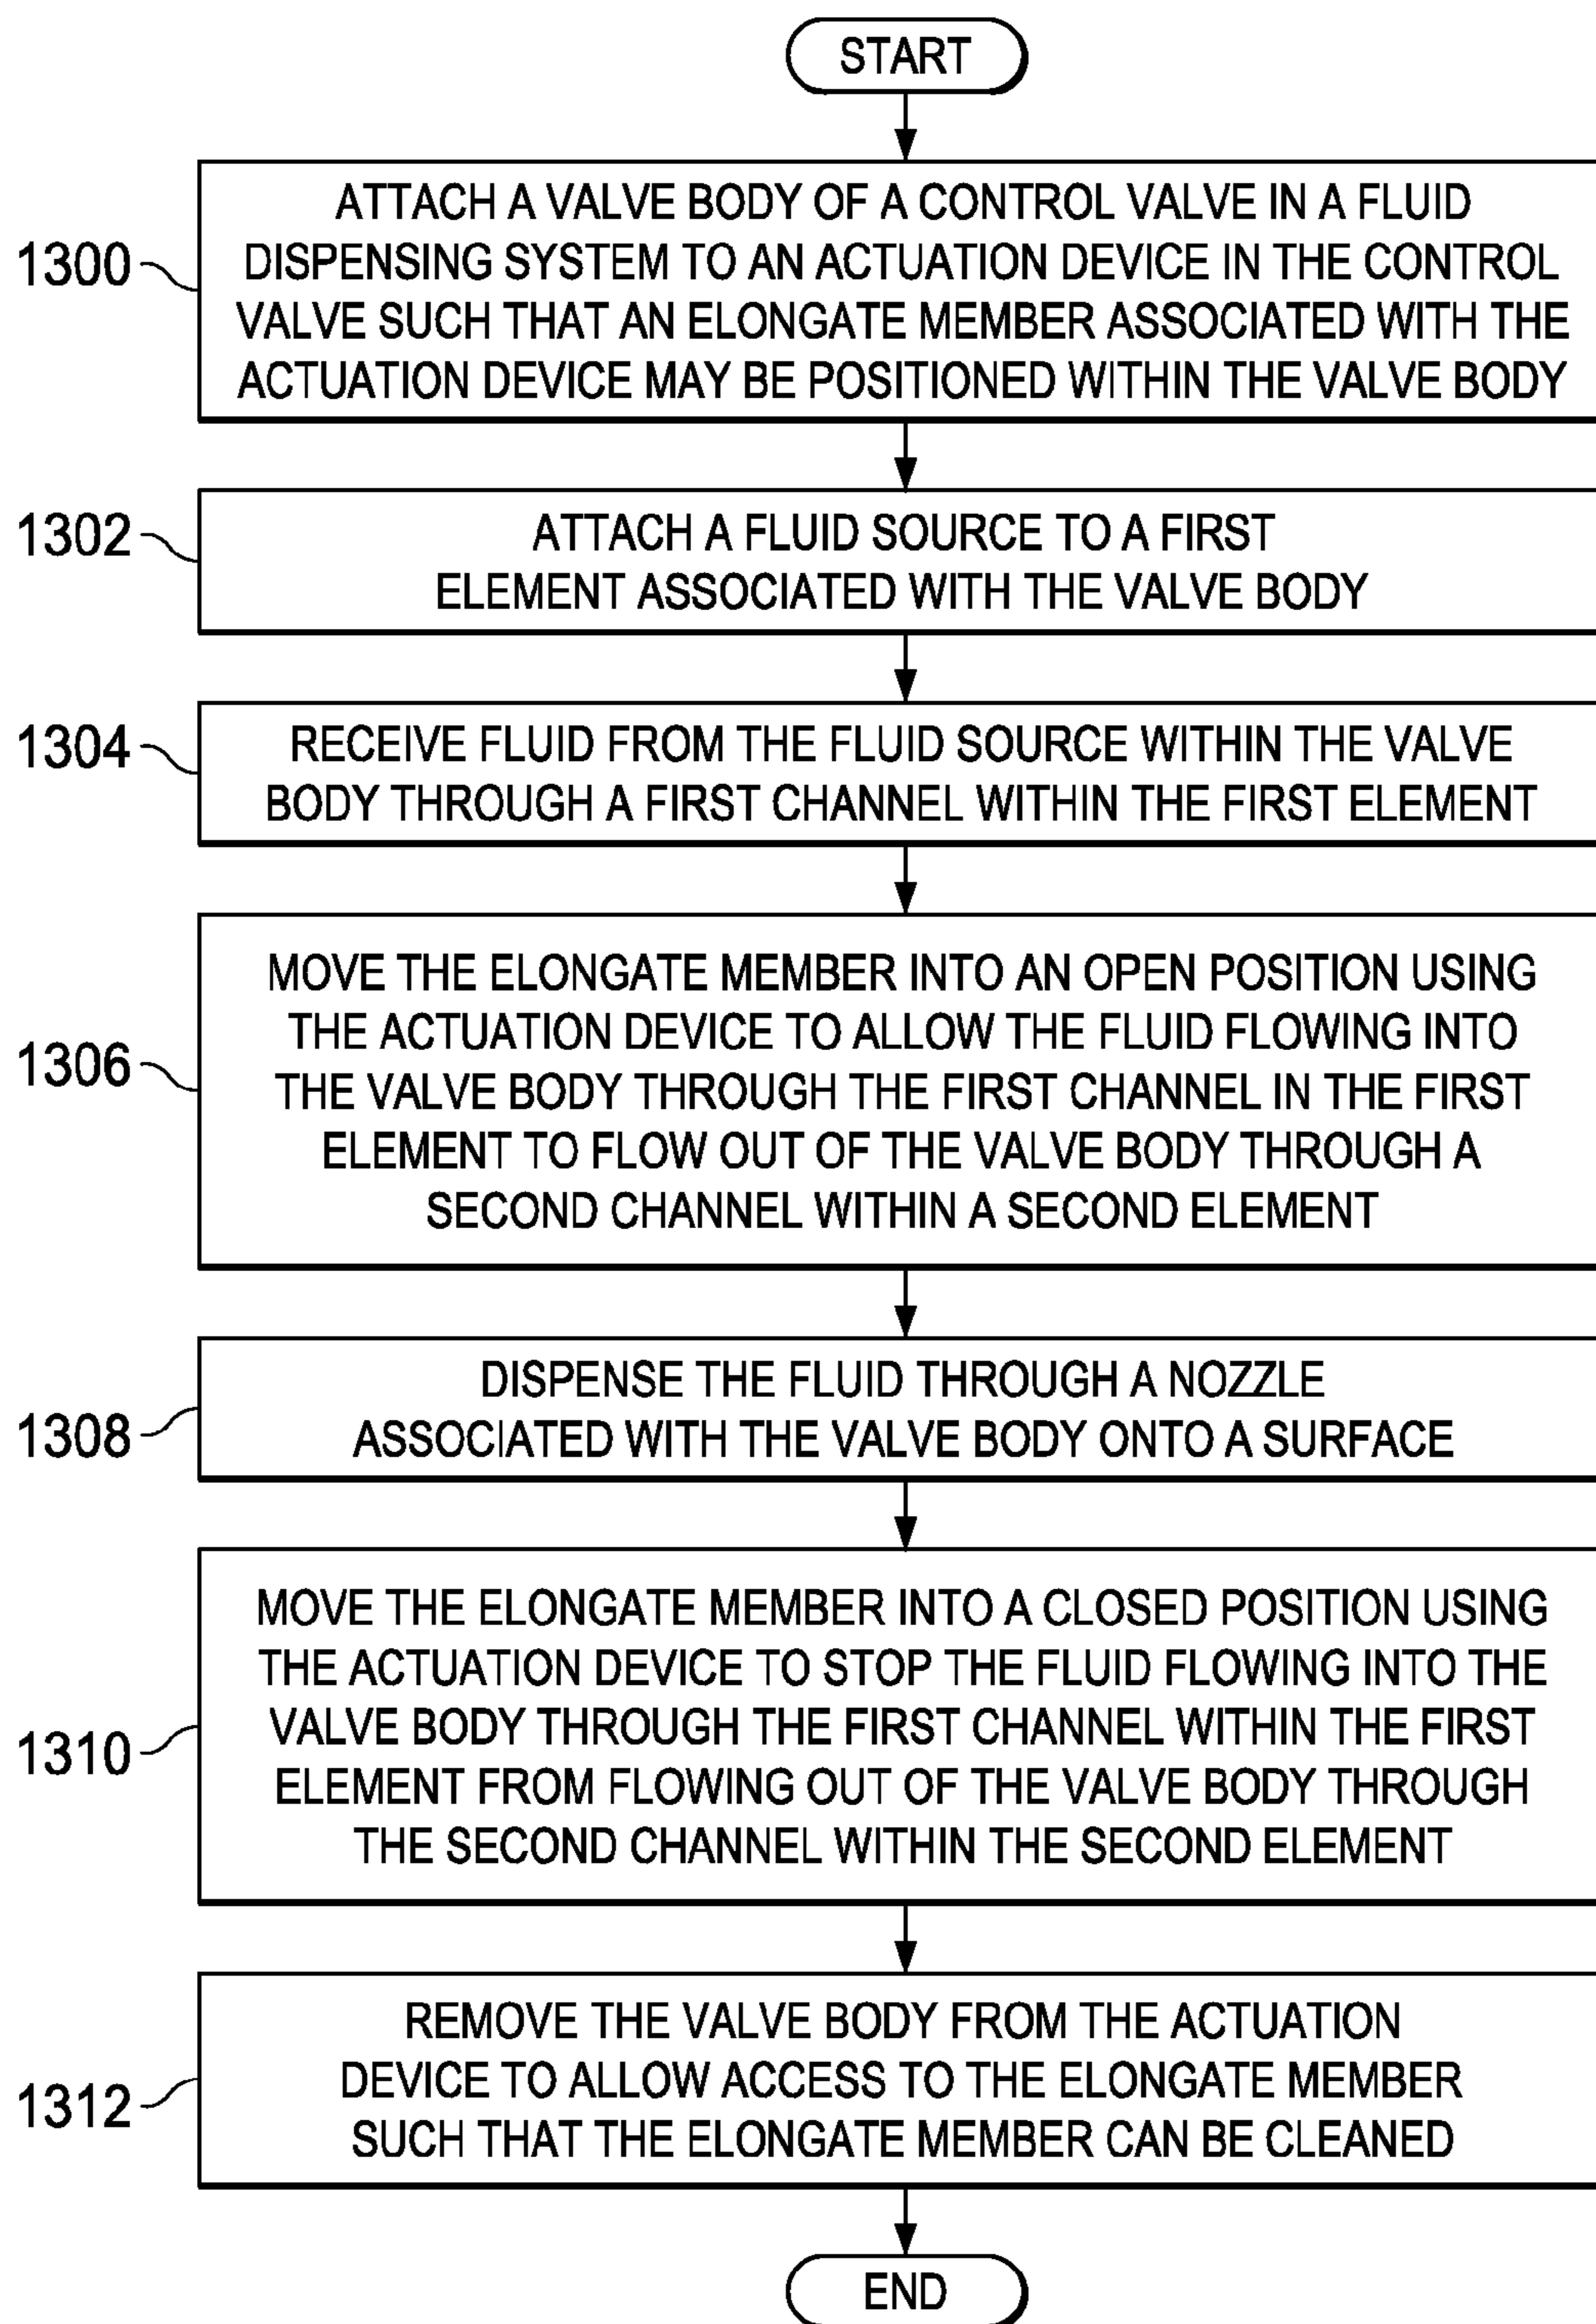 START
1300
ATTACH A VALVE BODY OF A CONTROL VALVE IN A FLUID
DISPENSING SYSTEM TO AN ACTUATION DEVICE IN THE CONTROL
VALVE SUCH THAT AN ELONGATE MEMBER ASSOCIATED WITH THE
ACTUATION DEVICE MAY BE POSITIONED WITHIN THE VALVE BODY
1302
ATTACH A FLUID SOURCE TO A FIRST
ELEMENT ASSOCIATED WITH THE VALVE BODY
1304
RECEIVE FLUID FROM THE FLUID SOURCE WITHIN THE VALVE
BODY THROUGH A FIRST CHANNEL WITHIN THE FIRST ELEMENT
1306
MOVE THE ELONGATE MEMBER INTO AN OPEN POSITION USING
THE ACTUATION DEVICE TO ALLOW THE FLUID FLOWING INTO
THE VALVE BODY THROUGH THE FIRST CHANNEL IN THE FIRST
ELEMENT TO FLOW OUT OF THE VALVE BODY THROUGH A
SECOND CHANNEL WITHIN A SECOND ELEMENT
1308
DISPENSE THE FLUID THROUGH A NOZZLE
ASSOCIATED WITH THE VALVE BODY ONTO A SURFACE
1310
MOVE THE ELONGATE MEMBER INTO A CLOSED POSITION USING
THE ACTUATION DEVICE TO STOP THE FLUID FLOWING INTO THE
VALVE BODY THROUGH THE FIRST CHANNEL WITHIN THE FIRST
ELEMENT FROM FLOWING OUT OF THE VALVE BODY THROUGH
THE SECOND CHANNEL WITHIN THE SECOND ELEMENT
1312
REMOVE THE VALVE BODY FROM THE ACTUATION
DEVICE TO ALLOW ACCESS TO THE ELONGATE MEMBER
SUCH THAT THE ELONGATE MEMBER CAN BE CLEANED
END